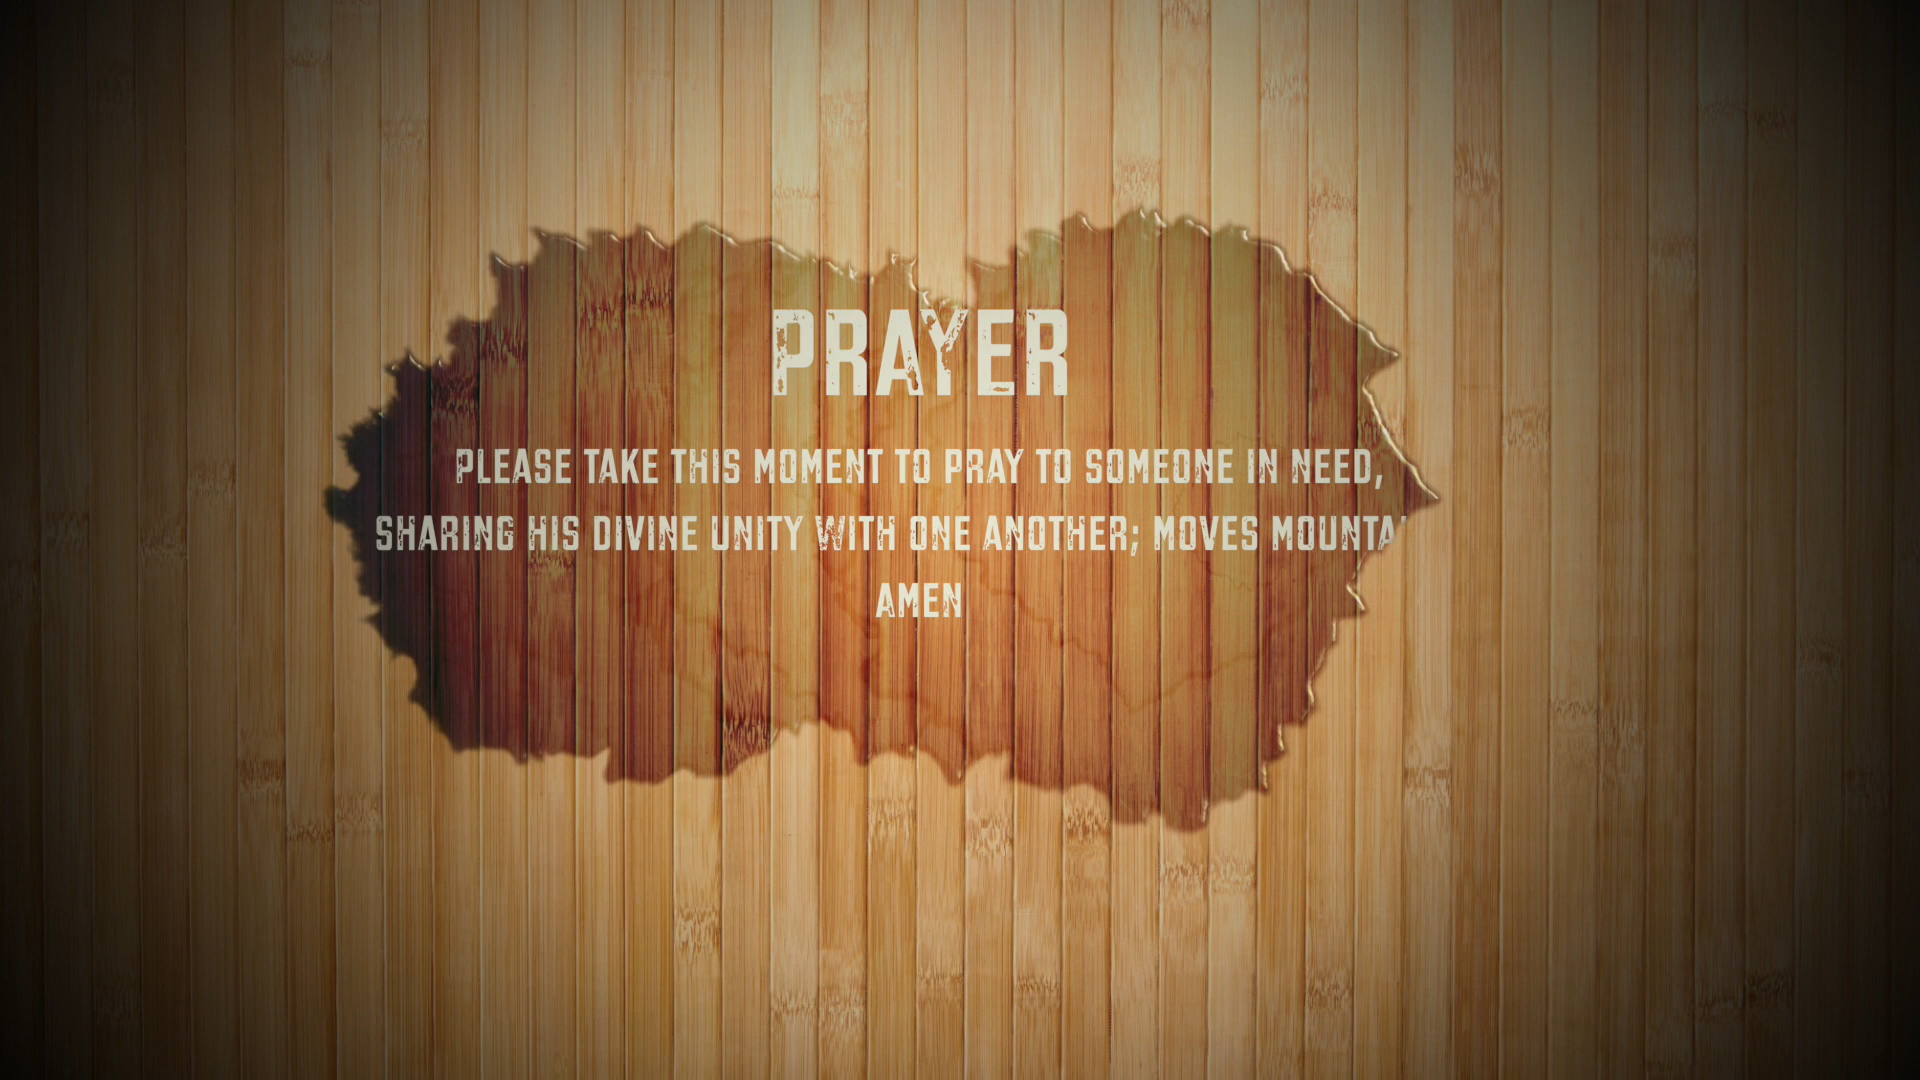 PRAYER
PLEASE TAKE THIS MOMENT TO PRAY TO SOMEONE IN NEED,
SHARING HIS DIVINE UNITY WITH ONE ANOTHER; MOVES MOUNTA
AMEN